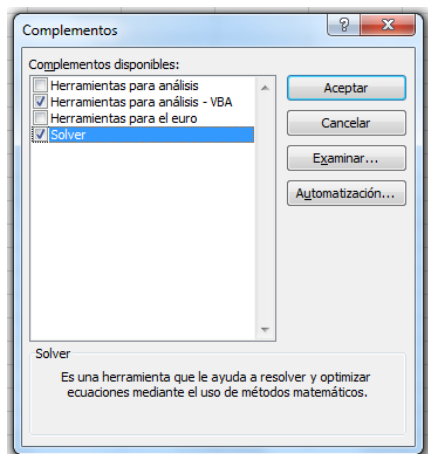 Complementos
Complementos disponibles:
Herramientas para análisis
Herramientas para análisis - VBA
Herramientas para el euro
Solver
Aceptar
Cancelar
Examinar...
Automatización...
Solver
Es una herramienta que le ayuda a resolver y optimizar
ecuaciones mediante el uso de métodos matemáticos.